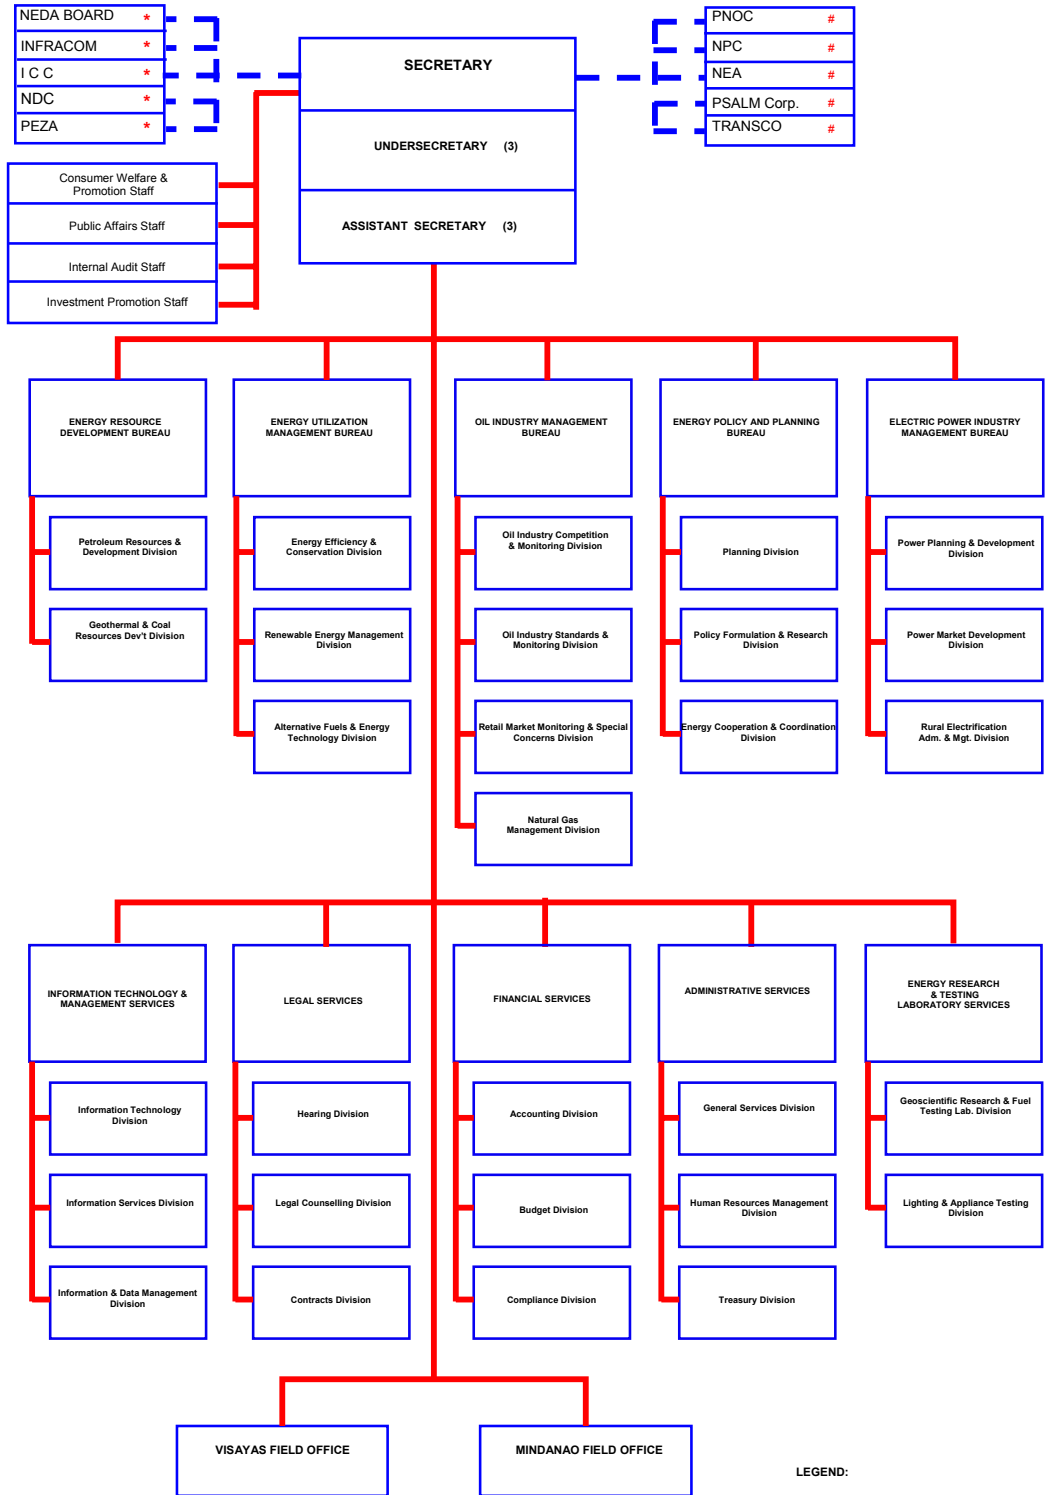 NEDA BOARD *
INFRACOM *
I C C *
NDC *
PEZA *
SECRETARY
UNDERSECRETARY (3)
ASSISTANT SECRETARY (3)
PNOC #
NPC #
NEA #
PSALM Corp. #
TRANSCO #
Consumer Welfare &
Promotion Staff
Public Affairs Staff
Internal Audit Staff
Investment Promotion Staff
ENERGY RESOURCE
DEVELOPMENT BUREAU
ENERGY UTILIZATION
MANAGEMENT BUREAU
OIL INDUSTRY MANAGEMENT
BUREAU
ENERGY POLICY AND PLANNING
BUREAU
ELECTRIC POWER INDUSTRY
MANAGEMENT BUREAU
Petroleum Resources &
Development Division
Geothermal & Coal
Resources Dev't Division
Energy Efficiency &
Conservation Division
Renewable Energy Management
Division
Alternative Fuels & Energy
Technology Division
Oil Industry Competition
& Monitoring Division
Oil Industry Standards &
Monitoring Division
Retail Market Monitoring & Special
Concerns Division
Natural Gas
Management Division
Planning Division
Policy Formulation & Research
Division
Energy Cooperation & Coordination
Division
Power Planning & Development
Division
Power Market Development
Division
Rural Electrification
Adm. & Mgt. Division
INFORMATION TECHNOLOGY &
MANAGEMENT SERVICES
LEGAL SERVICES
FINANCIAL SERVICES
ADMINISTRATIVE SERVICES
ENERGY RESEARCH
& TESTING
LABORATORY SERVICES
Information Technology
Division
Information Services Division
Information & Data Management
Division
Hearing Division
Legal Counselling Division
Contracts Division
Accounting Division
Budget Division
Compliance Division
General Services Division
Human Resources Management
Division
Treasury Division
Geoscientific Research & Fuel
Testing Lab. Division
Lighting & Appliance Testing
Division
VISAYAS FIELD OFFICE
MINDANAO FIELD OFFICE
LEGEND: